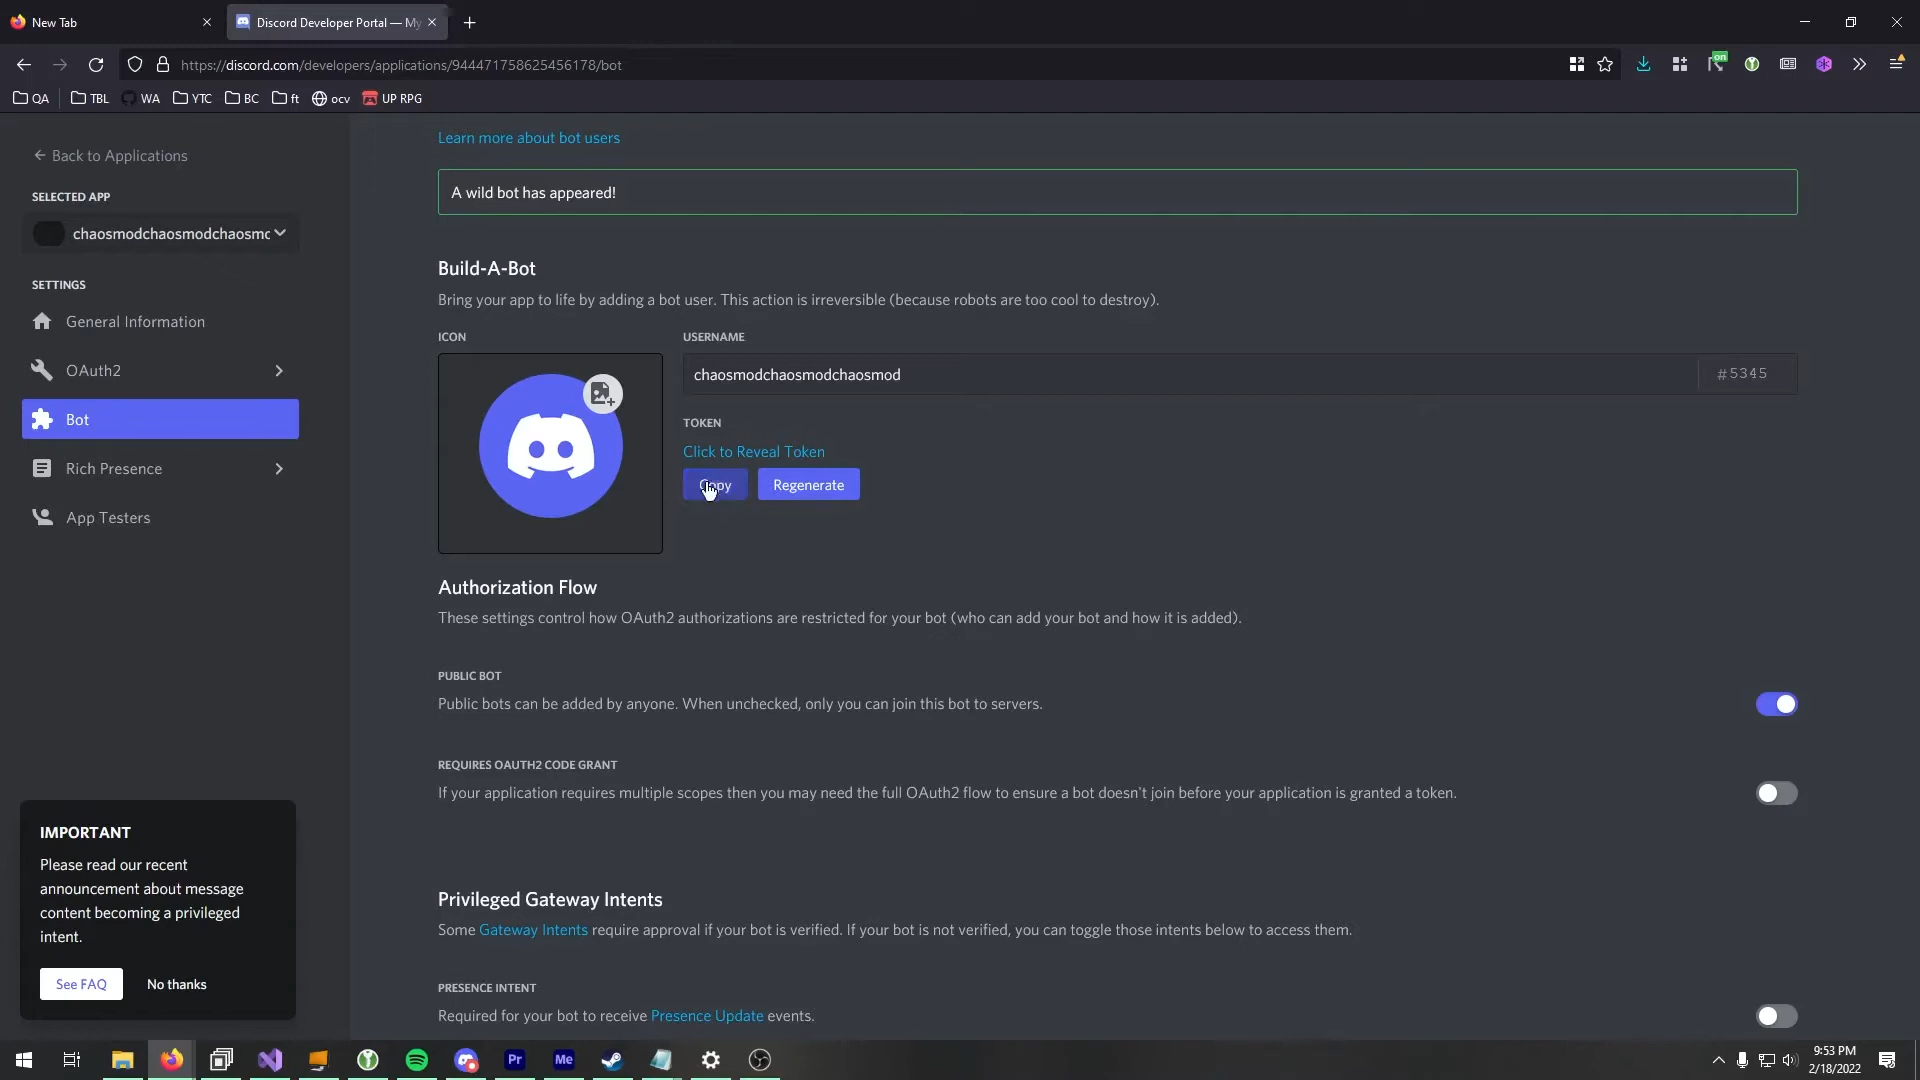 New Tab
Discord Developer Portal — My
https://discord.com/developers/applications/944471758625456178/bot
on
QA
TBL
WA
YTC
BC
ft
ocv
UP RPG
Back to Applications
SELECTED APP
chaosmodchaosmodchaosmc
SETTINGS
General Information
OAuth2
Bot
Rich Presence
App Testers
Learn more about bot users
A wild bot has appeared!
Build-A-Bot
Bring your app to life by adding a bot user. This action is irreversible (because robots are too cool to destroy).
ICON
USERNAME
chaosmodchaosmodchaosmod
#5345
TOKEN
Click to Reveal Token
Copy
Regenerate
Authorization Flow
These settings control how OAuth2 authorizations are restricted for your bot (who can add your bot and how it is added).
PUBLIC BOT
Public bots can be added by anyone. When unchecked, only you can join this bot to servers.
REQUIRES OAUTH2 CODE GRANT
If your application requires multiple scopes then you may need the full OAuth2 flow to ensure a bot doesn't join before your application is granted a token.
Privileged Gateway Intents
Some Gateway Intents require approval if your bot is verified. If your bot is not verified, you can toggle those intents below to access them.
PRESENCE INTENT
Required for your bot to receive Presence Update events.
IMPORTANT
Please read our recent
announcement about message
content becoming a privileged
intent.
See FAQ
No thanks
Pr
Me
9:53 PM
2/18/2022